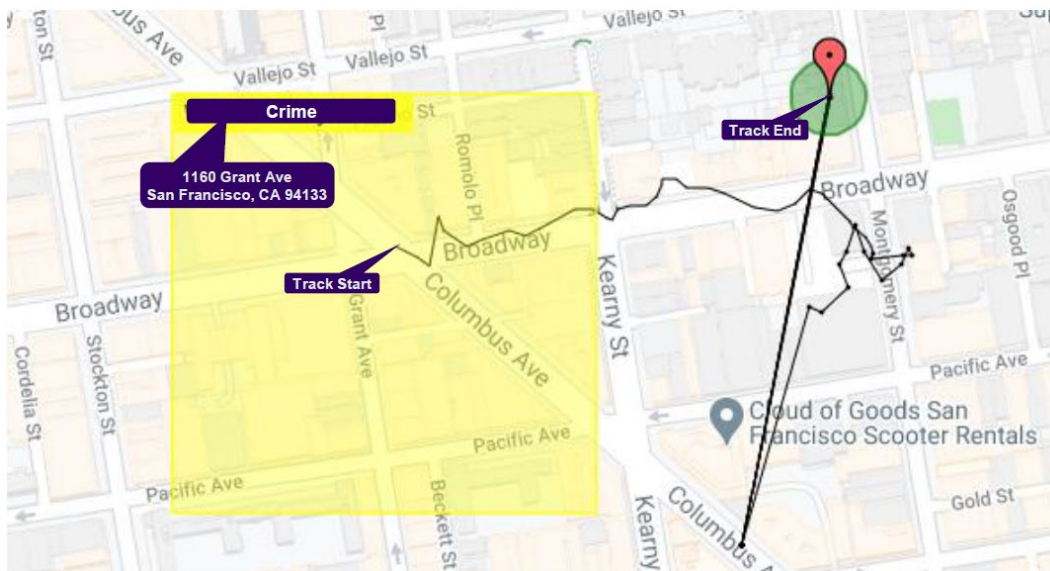 ton St
bus Ave
Pl
Vallejo St
Vallejo St
Crime
St
1160 Grant Ave
San Francisco, CA 94133
Romolo Pl
Track End
Broadway
Broadway
Track Start
Broadway
Grant Ave
Columbus Ave
Kearny St
Montgomery St
Osgood Pl
Cordelia St
Stockton St
Pacific Ave
Cloud of Goods San
Francisco Scooter Rentals
Pacific Ave
Pacific Ave
Beckett St
Kearny
Columbus Av
Gold St